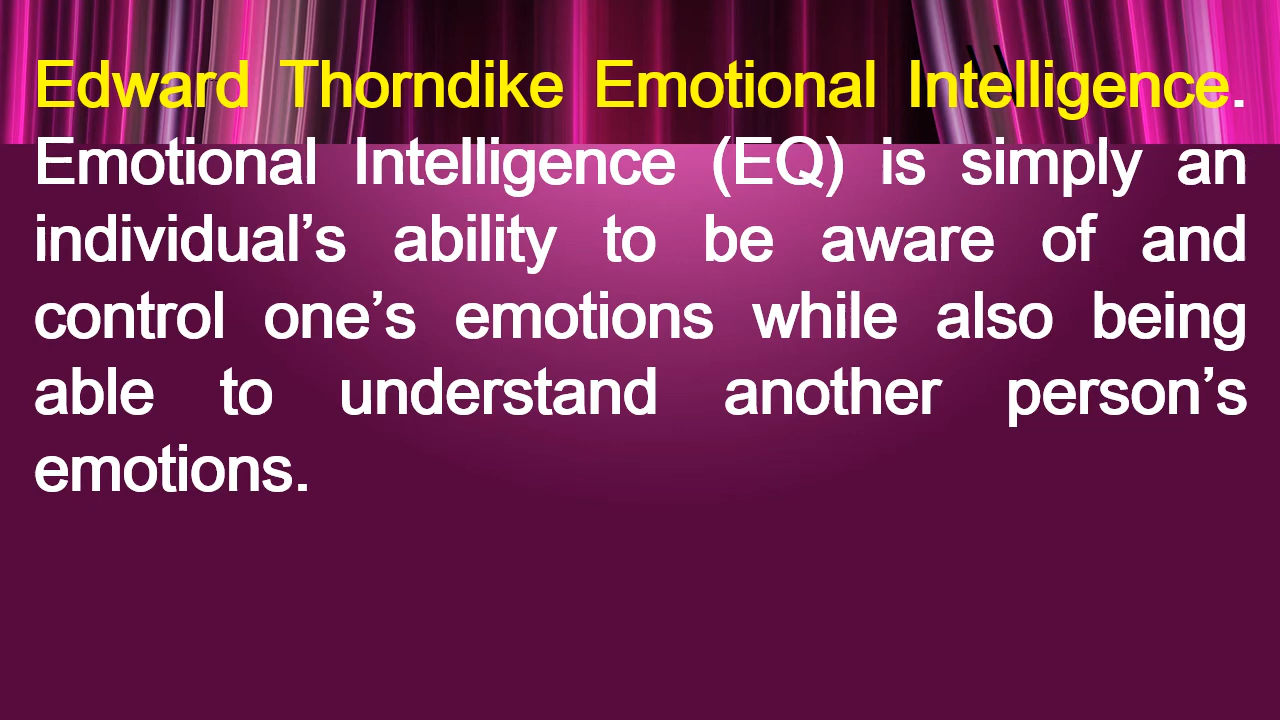 Edward Thorndike Emotional Intelligence.
Emotional Intelligence (EQ) is simply an
individual’s ability to be aware of and
control one’s emotions while also being
able to understand another person’s
emotions.